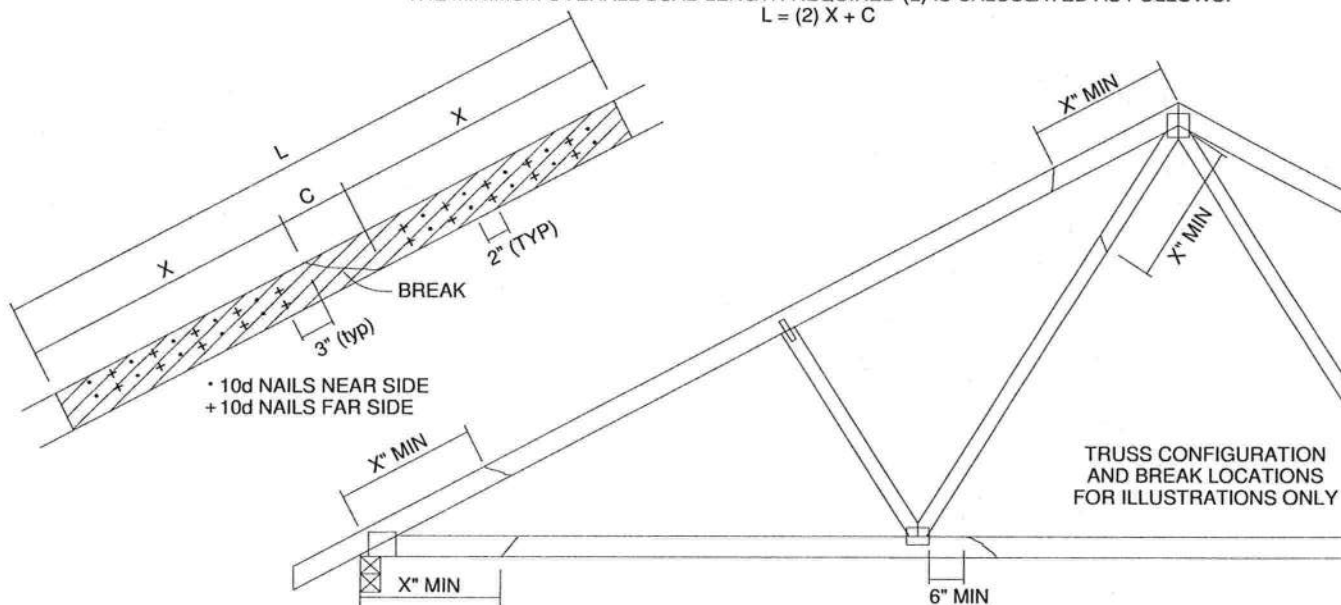 L = (2) X + C
L
X
C
X
2" (TYP)
BREAK
3" (typ)
• 10d NAILS NEAR SIDE
+ 10d NAILS FAR SIDE
X" MIN
X" MIN
X" MIN
X" MIN
6" MIN
TRUSS CONFIGURATION
AND BREAK LOCATIONS
FOR ILLUSTRATIONS ONLY